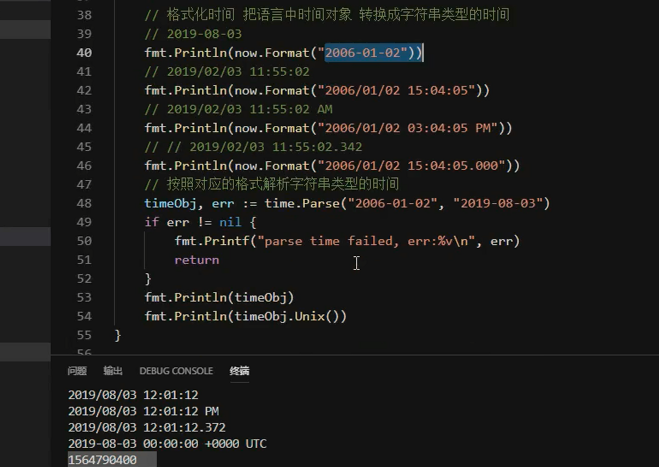 38 // 格式化时间 把语言中时间对象 转换成字符串类型的时间
39 // 2019-08-03
40 fmt.Println(now.Format("2006-01-02"))
41 // 2019/02/03 11:55:02
42 fmt.Println(now.Format("2006/01/02 15:04:05"))
43 // 2019/02/03 11:55:02 AM
44 fmt.Println(now.Format("2006/01/02 03:04:05 PM"))
45 // // 2019/02/03 11:55:02.342
46 fmt.Println(now.Format("2006/01/02 15:04:05.000"))
47 // 按照对应的格式解析字符串类型的时间
48 timeObj, err := time.Parse("2006-01-02", "2019-08-03")
49 if err != nil {
50 fmt.Printf("parse time failed, err:%v\n", err)
51 return
52 }
53 fmt.Println(timeObj)
54 fmt.Println(timeObj.Unix())
55 }
56
问题 输出 DEBUG CONSOLE 终端
2019/08/03 12:01:12
2019/08/03 12:01:12 PM
2019/08/03 12:01:12.372
2019-08-03 00:00:00 +0000 UTC
1564790400